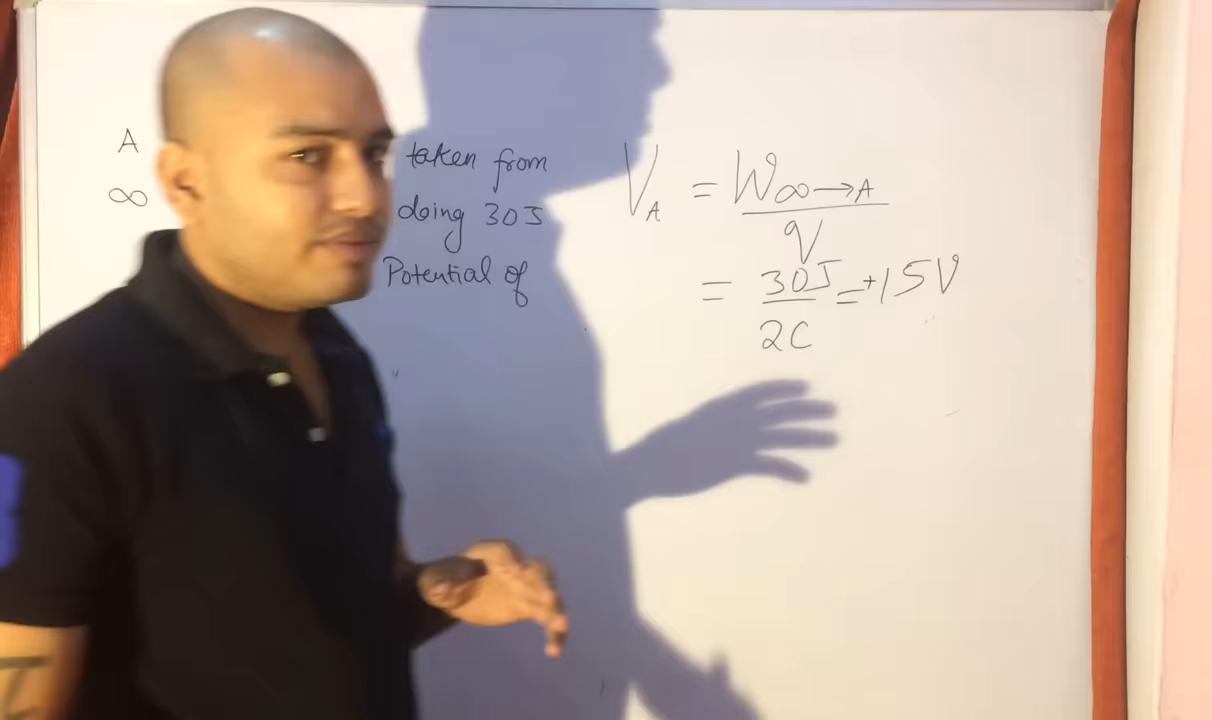 A
taken from
∞
doing 30J
Potential of
V_A = W∞→A / q
= 30J / 2C = +15V